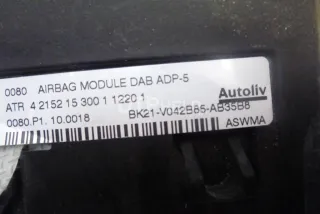 0080 AIRBAG MODULE DAB ADP-5
ATR 4 2152 15 300 1 1220 1
0080.P1. 10.0018
BK21-V042B85-AB35B8
Autoliv
ASWMA